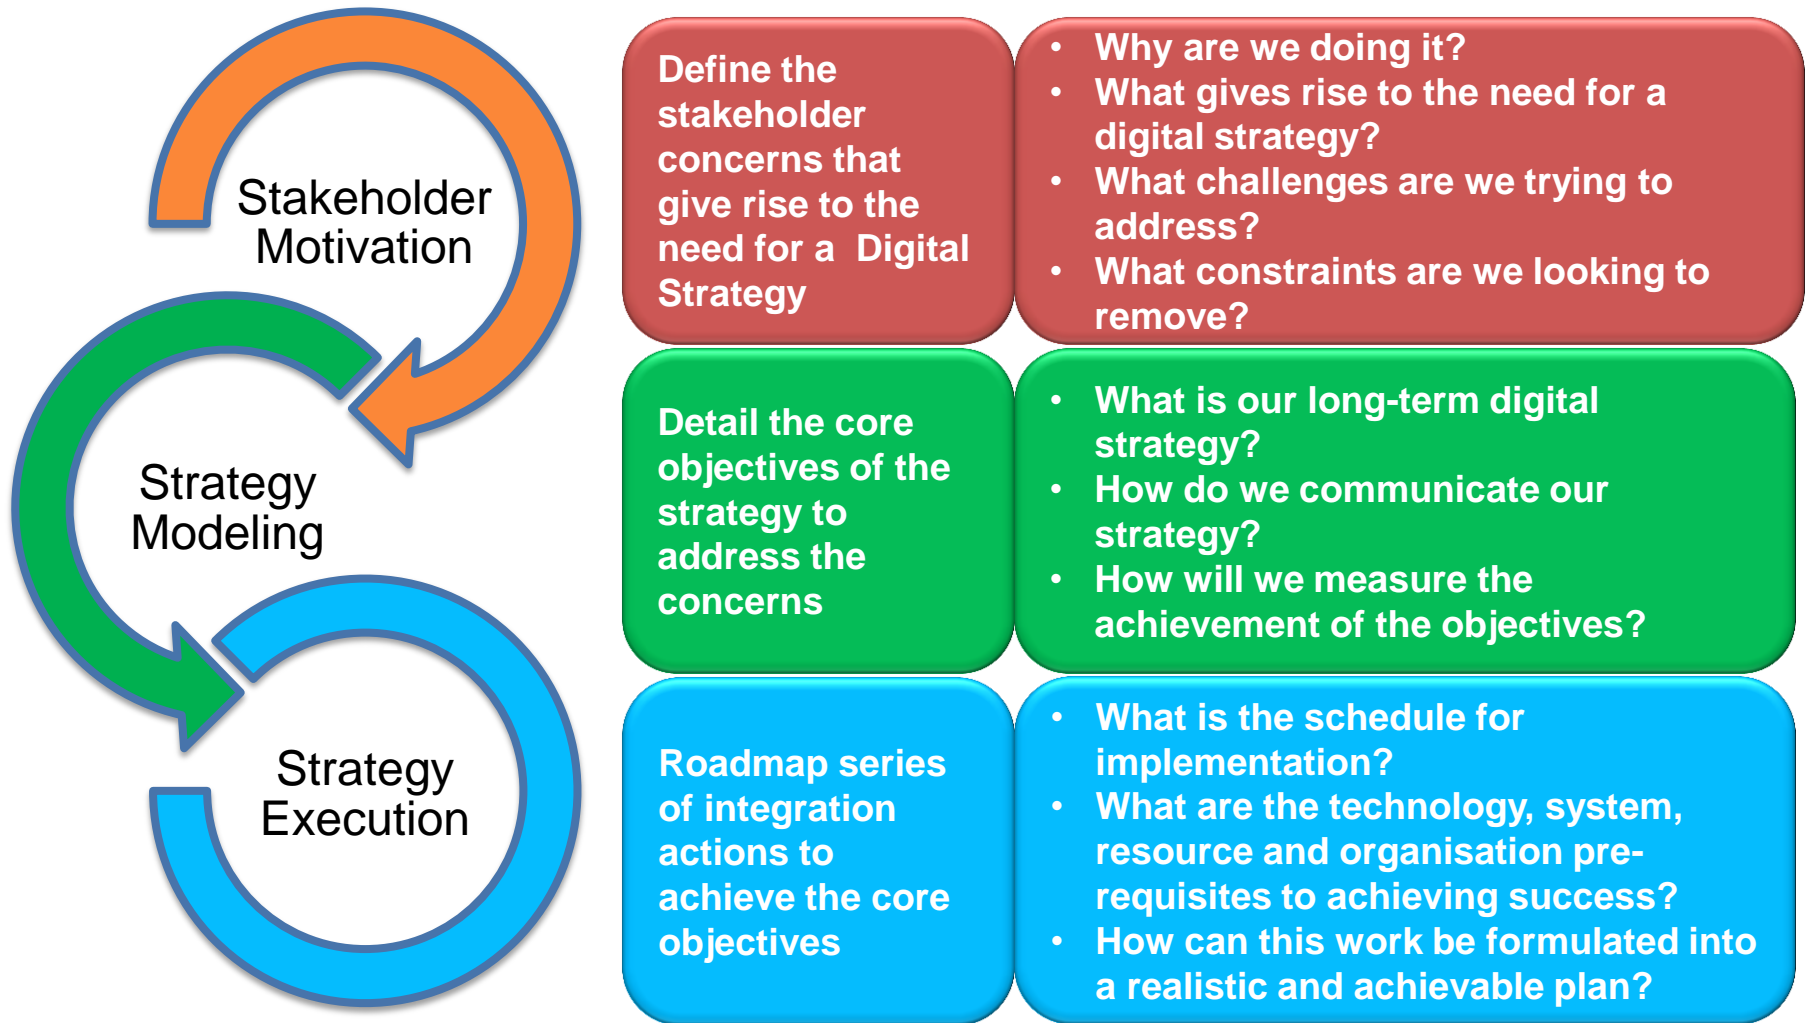 Stakeholder
Motivation
Define the
stakeholder
concerns that
give rise to the
need for a Digital
Strategy
• Why are we doing it?
• What gives rise to the need for a
digital strategy?
• What challenges are we trying to
address?
• What constraints are we looking to
remove?
Strategy
Modeling
Detail the core
objectives of the
strategy to
address the
concerns
• What is our long-term digital
strategy?
• How do we communicate our
strategy?
• How will we measure the
achievement of the objectives?
Strategy
Execution
Roadmap series
of integration
actions to
achieve the core
objectives
• What is the schedule for
implementation?
• What are the technology, system,
resource and organisation pre-
requisites to achieving success?
• How can this work be formulated into
a realistic and achievable plan?